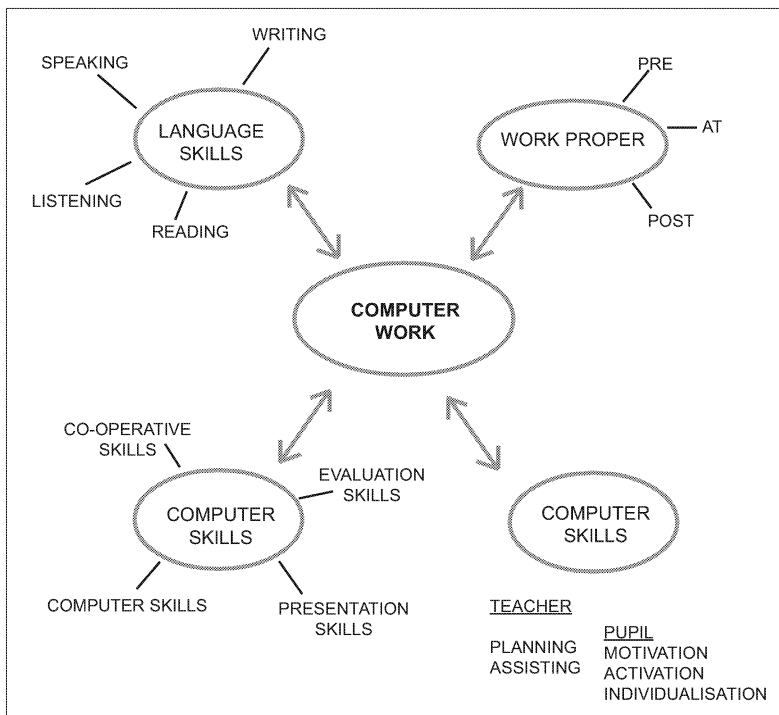 WRITING
SPEAKING
LANGUAGE
SKILLS
LISTENING
READING
PRE
WORK PROPER
AT
POST
COMPUTER
WORK
CO-OPERATIVE
SKILLS
EVALUATION
SKILLS
COMPUTER
SKILLS
COMPUTER SKILLS
PRESENTATION
SKILLS
COMPUTER
SKILLS
TEACHER
PLANNING
ASSISTING
PUPIL
MOTIVATION
ACTIVATION
INDIVIDUALISATION